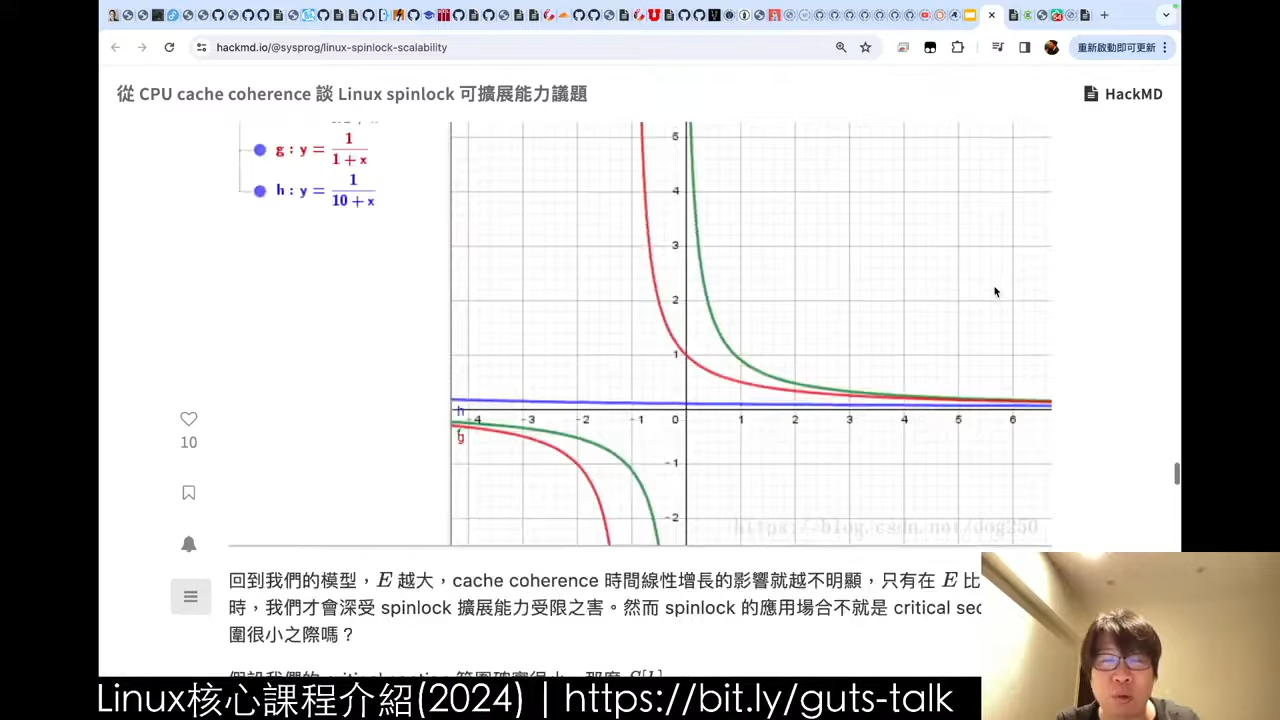 hackmd.io/@sysprog/linux-spinlock-scalability
重新啟動即可更新
從 CPU cache coherence 談 Linux spinlock 可擴展能力議題
HackMD
g : y = 1 / (1 + x)
h : y = 1 / (10 + x)
5
4
3
2
1
-4 -3 -2 -1 0 1 2 3 4 5 6
-1
-2
h
f
g
https://blog.csdn.net/dog250
10
回到我們的模型，E 越大，cache coherence 時間線性增長的影響就越不明顯，只有在 E 比
時，我們才會深受 spinlock 擴展能力受限之害。然而 spinlock 的應用場合不就是 critical sec
圍很小之際嗎？
Linux核心課程介紹(2024) | https://bit.ly/guts-talk